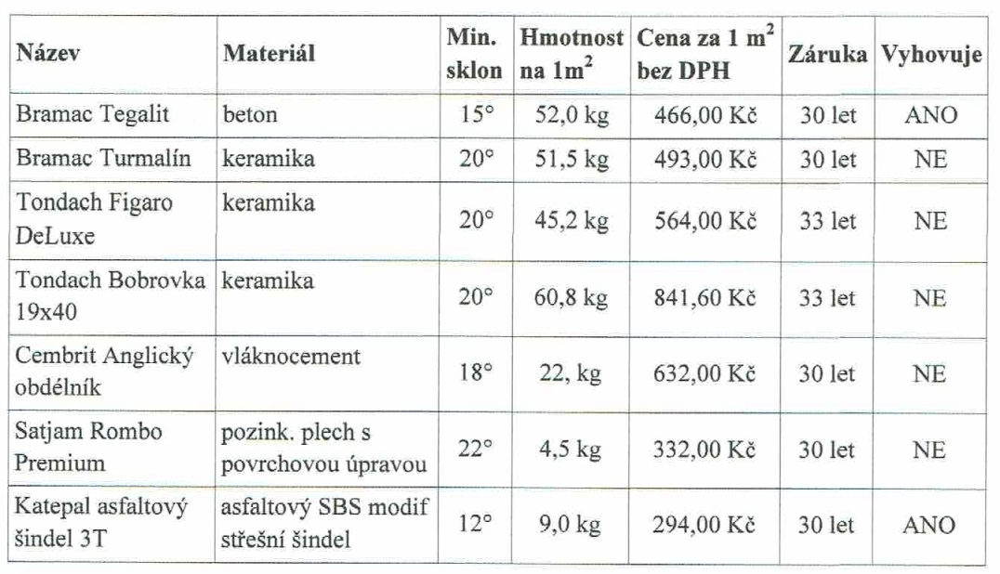 Název Materiál Min. sklon Hmotnost na 1m² Cena za 1 m² bez DPH Záruka Vyhovuje
Bramac Tegalit beton 15° 52,0 kg 466,00 Kč 30 let ANO
Bramac Turmalín keramika 20° 51,5 kg 493,00 Kč 30 let NE
Tondach Figaro DeLuxe keramika 20° 45,2 kg 564,00 Kč 33 let NE
Tondach Bobrovka 19x40 keramika 20° 60,8 kg 841,60 Kč 33 let NE
Cembrit Anglický obdélník vláknocement 18° 22, kg 632,00 Kč 30 let NE
Satjam Rombo Premium pozink. plech s povrchovou úpravou 22° 4,5 kg 332,00 Kč 30 let NE
Katepal asfaltový šindel 3T asfaltový SBS modif střešní šindel 12° 9,0 kg 294,00 Kč 30 let ANO